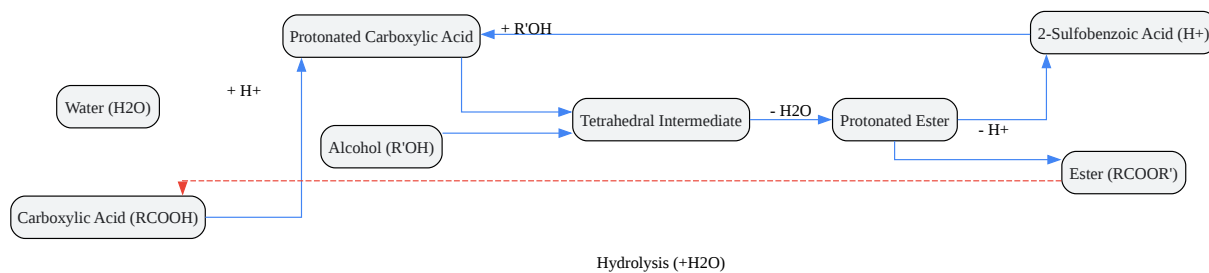 Protonated Carboxylic Acid
+ R'OH
2-Sulfobenzoic Acid (H+)
+ H+
Water (H2O)
Tetrahedral Intermediate
- H2O
Protonated Ester
- H+
Alcohol (R'OH)
Ester (RCOOR')
Carboxylic Acid (RCOOH)
Hydrolysis (+H2O)